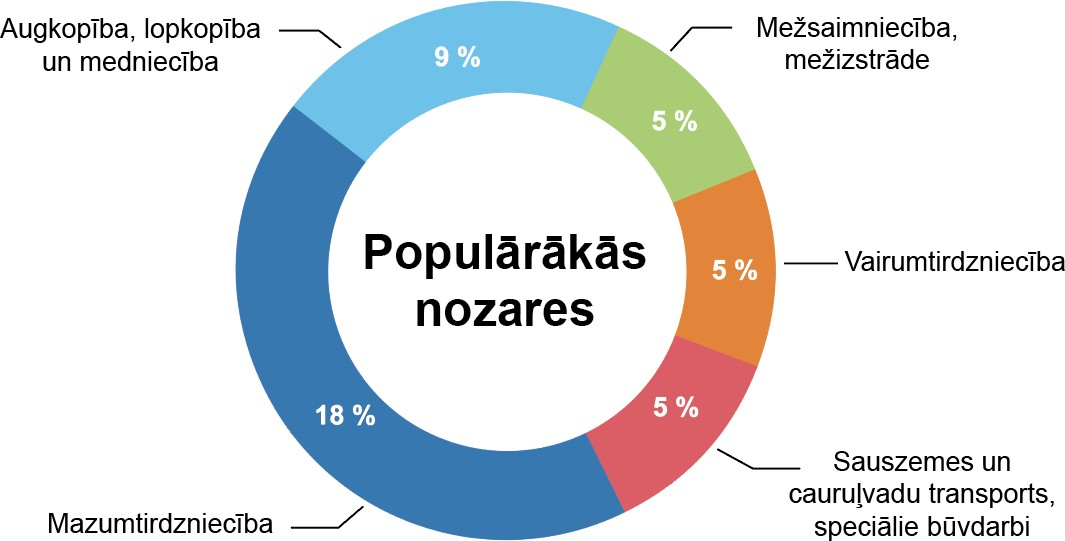 Augkopība, lopkopība
un medniecība
9 %
Mežsaimniecība,
mežizstrāde
5 %
Populārākās
nozares
5 %
Vairumtirdzniecība
18 %
5 %
Sauszemes un
cauruļvadu transports,
speciālie būvdarbi
Mazumtirdzniecība